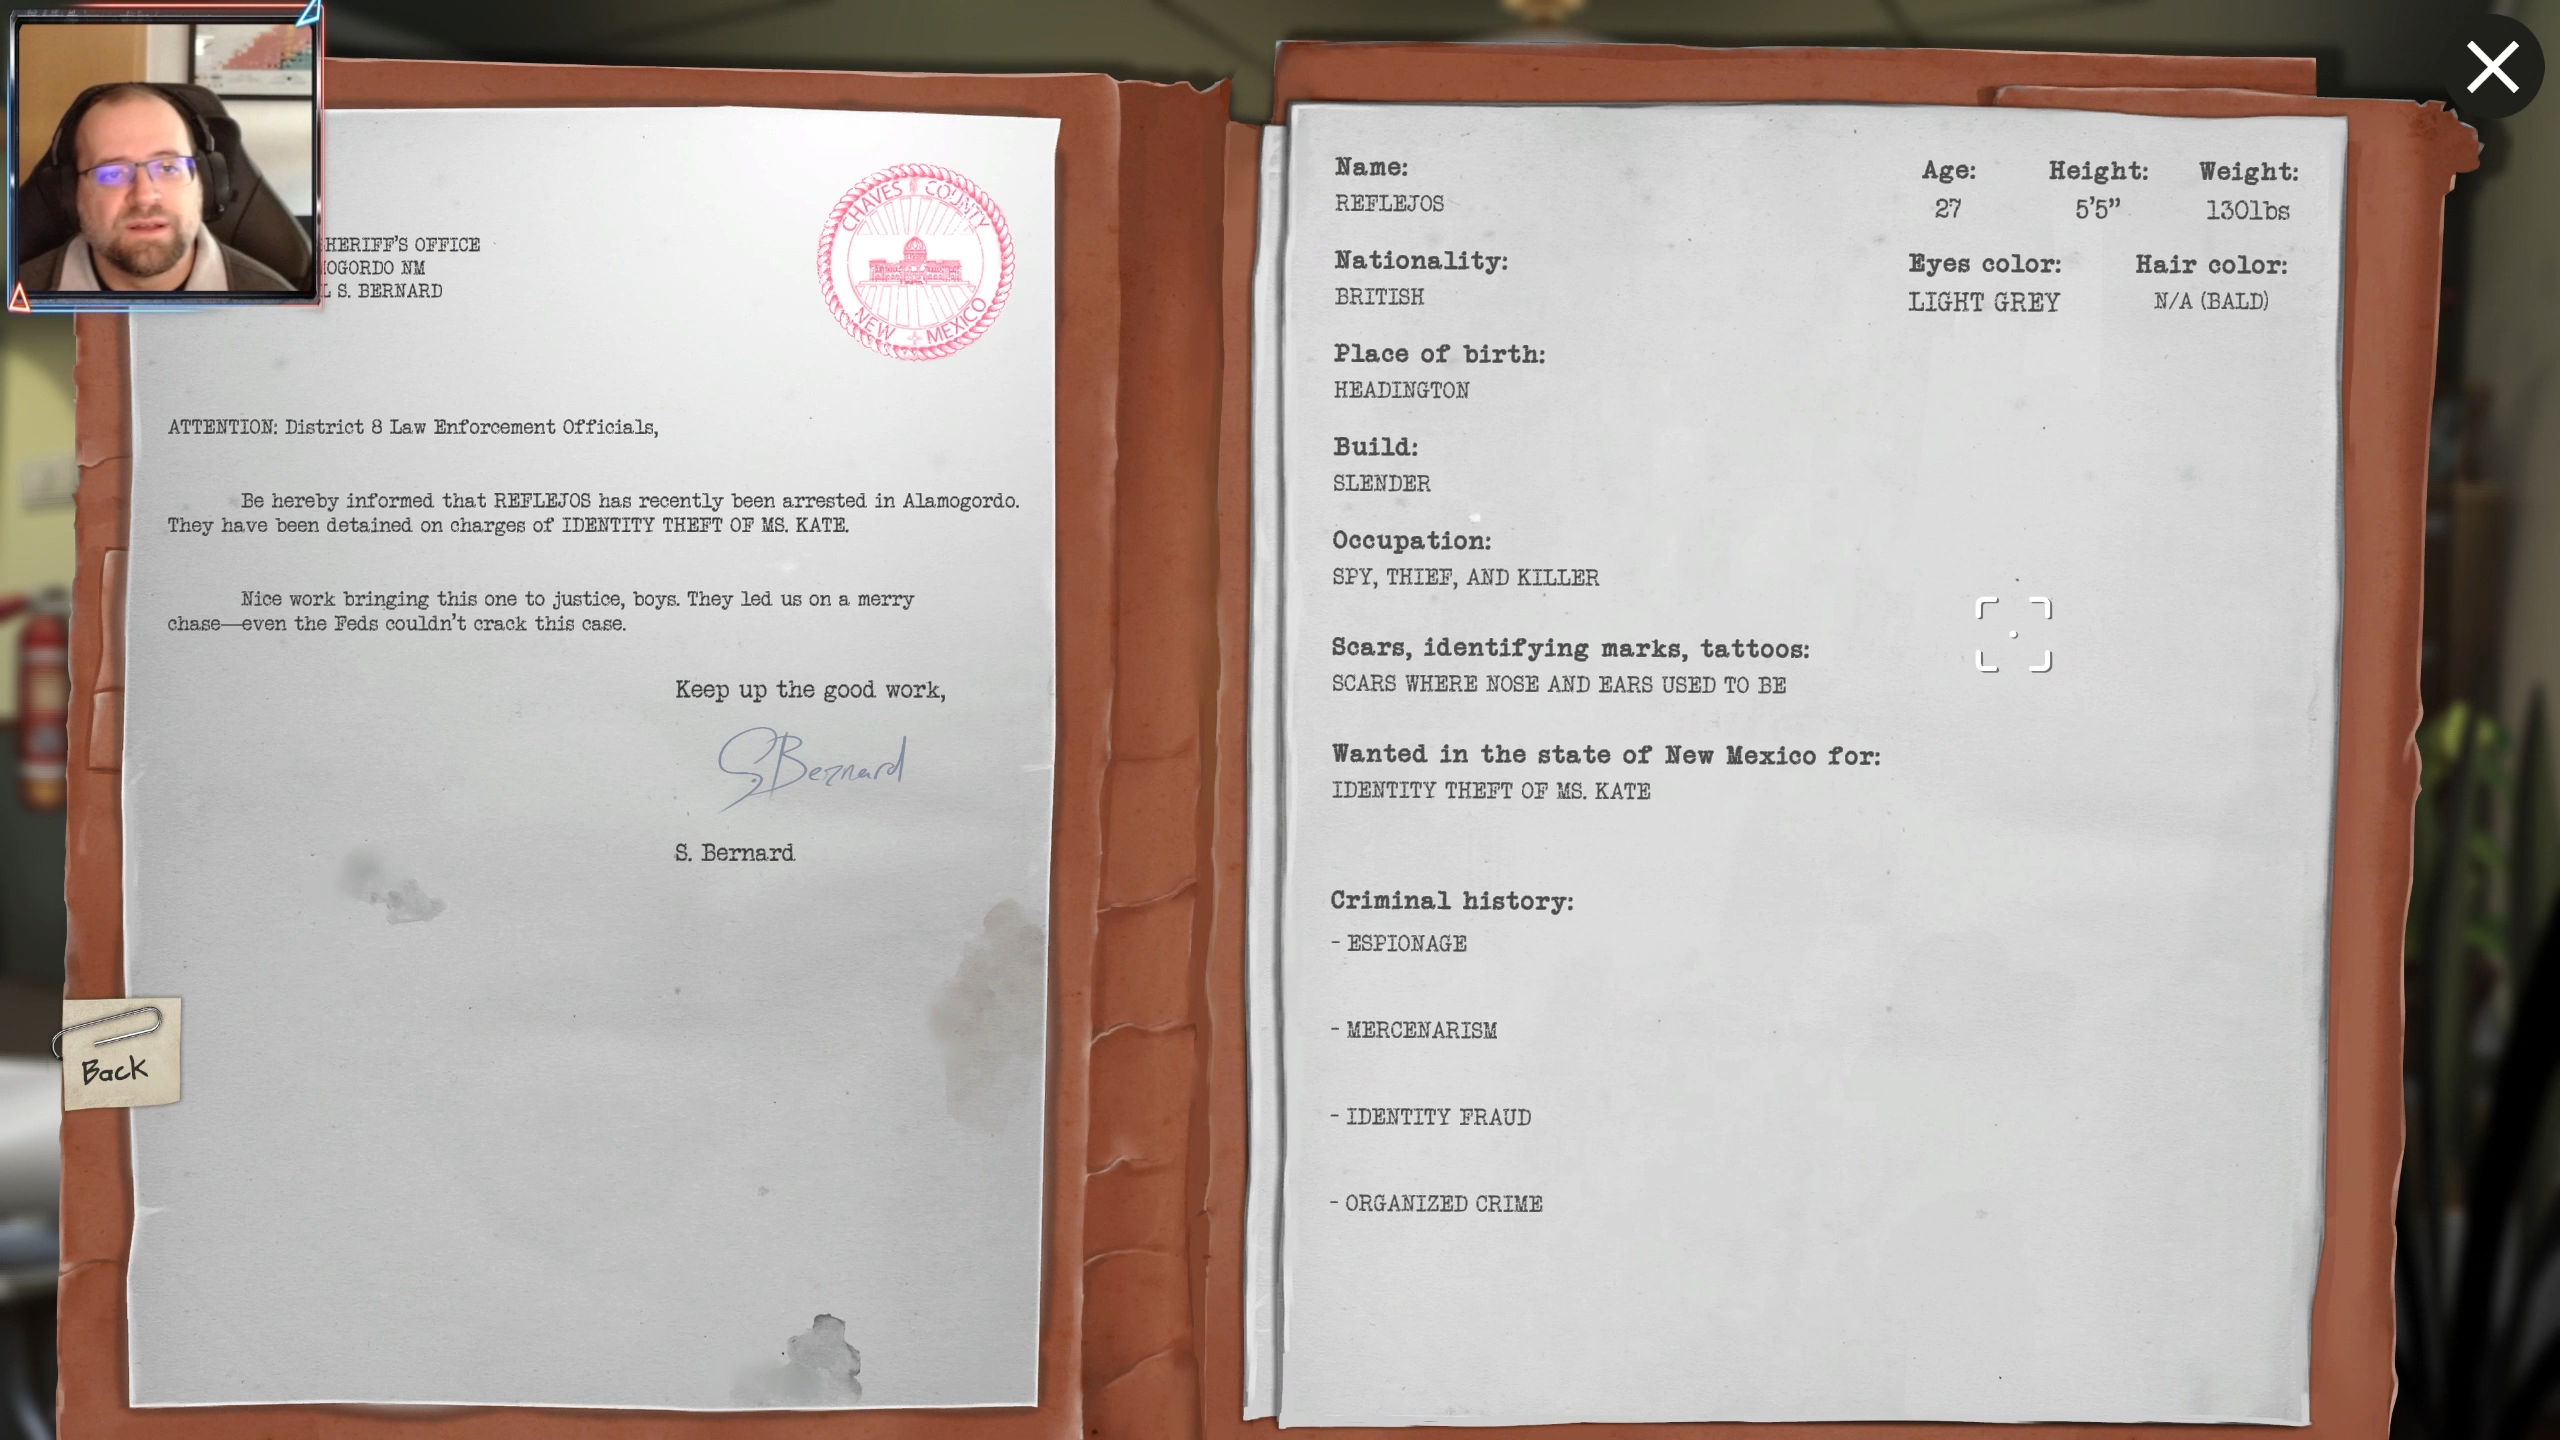 SHERIFF'S OFFICE
MOGORDO NM
S. BERNARD
CHAVES COUNTY
NEW MEXICO
ATTENTION: District 8 Law Enforcement Officials,
Be hereby informed that REFLEJOS has recently been arrested in Alamogordo.
They have been detained on charges of IDENTITY THEFT OF MS. KATE.
Nice work bringing this one to justice, boys. They led us on a merry
chase—even the Feds couldn't crack this case.
Keep up the good work,
S. Bernard
S. Bernard
Back
Name:
REFLEJOS
Age: Height: Weight:
27 5'5” 130lbs
Nationality:
BRITISH
Eyes color: Hair color:
LIGHT GREY N/A (BALD)
Place of birth:
HEADINGTON
Build:
SLENDER
Occupation:
SPY, THIEF, AND KILLER
Scars, identifying marks, tattoos:
SCARS WHERE NOSE AND EARS USED TO BE
Wanted in the state of New Mexico for:
IDENTITY THEFT OF MS. KATE
Criminal history:
- ESPIONAGE
- MERCENARISM
- IDENTITY FRAUD
- ORGANIZED CRIME